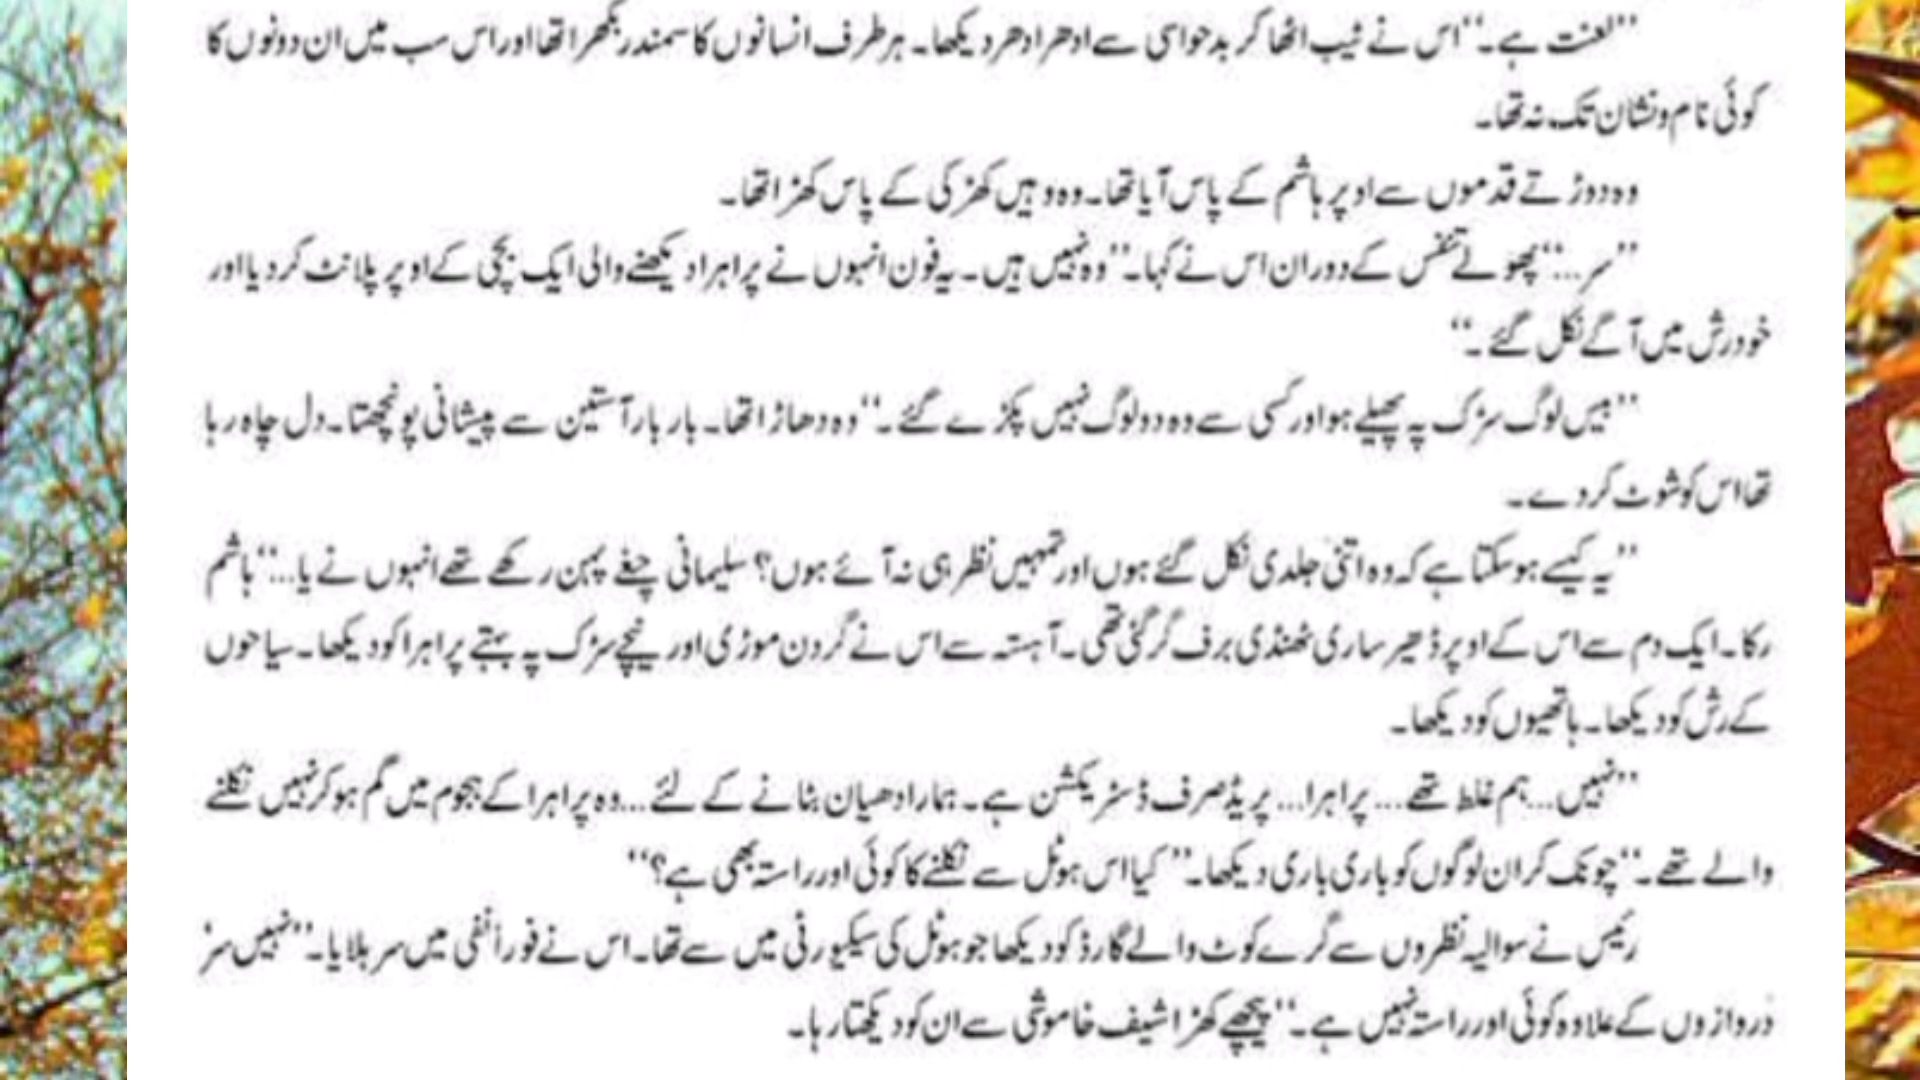 ”لعنت ہے۔“ اس نے ٹیب اٹھا کر بدحواسی سے ادھر ادھر دیکھا۔ ہر طرف انسانوں کا سمندر بکھرا تھا اور اس سب میں ان دونوں کا
کوئی نام و نشان تک نہ تھا۔
وہ دوڑتے قدموں سے اوپر ہاشم کے پاس آیا تھا۔ وہ وہیں کھڑکی کے پاس کھڑا تھا۔
”سر...“ پھولے تنفس کے دوران اس نے کہا۔ ”وہ نہیں ہیں۔ یہ فون انہوں نے پراہرا دیکھنے والی ایک بچی کے اوپر پلانٹ کر دیا اور
خود رش میں آگے نکل گئے۔“
”بیس لوگ سڑک پہ پھیلے ہو اور کسی سے وہ دو لوگ نہیں پکڑے گئے۔“ وہ دھاڑا تھا۔ بار بار آستین سے پیشانی پونچھتا۔ دل چاہ رہا
تھا اس کو شوٹ کر دے۔
”یہ کیسے ہو سکتا ہے کہ وہ اتنی جلدی نکل گئے ہوں اور تمہیں نظر ہی نہ آئے ہوں؟ سلیمانی چغے پہن رکھے تھے انہوں نے یا...“ ہاشم
رکا۔ ایک دم سے اس کے اوپر ڈھیر ساری ٹھنڈی برف گر گئی تھی۔ آہستہ سے اس نے گردن موڑی اور نیچے سڑک پہ بہتے پراہرا کو دیکھا۔ سیاحوں
کے رش کو دیکھا۔ ہاتھیوں کو دیکھا۔
”نہیں... ہم غلط تھے... پراہرا... پریڈ صرف ڈسٹریکشن ہے۔ ہمارا دھیان بٹانے کے لئے... وہ پراہرا کے ہجوم میں گم ہو کر نہیں نکلنے
والے تھے۔“ چونک کر ان لوگوں کو باری باری دیکھا۔ ”کیا اس ہوٹل سے نکلنے کا کوئی اور راستہ بھی ہے؟“
رئیس نے سوالیہ نظروں سے گرے کوٹ والے گارڈ کو دیکھا جو ہوٹل کی سیکیورٹی میں سے تھا۔ اس نے فوراً نفی میں سر ہلایا۔ ”نہیں سر
دروازوں کے علاوہ کوئی اور راستہ نہیں ہے۔“ پیچھے کھڑا شیف خاموشی سے ان کو دیکھتا رہا۔